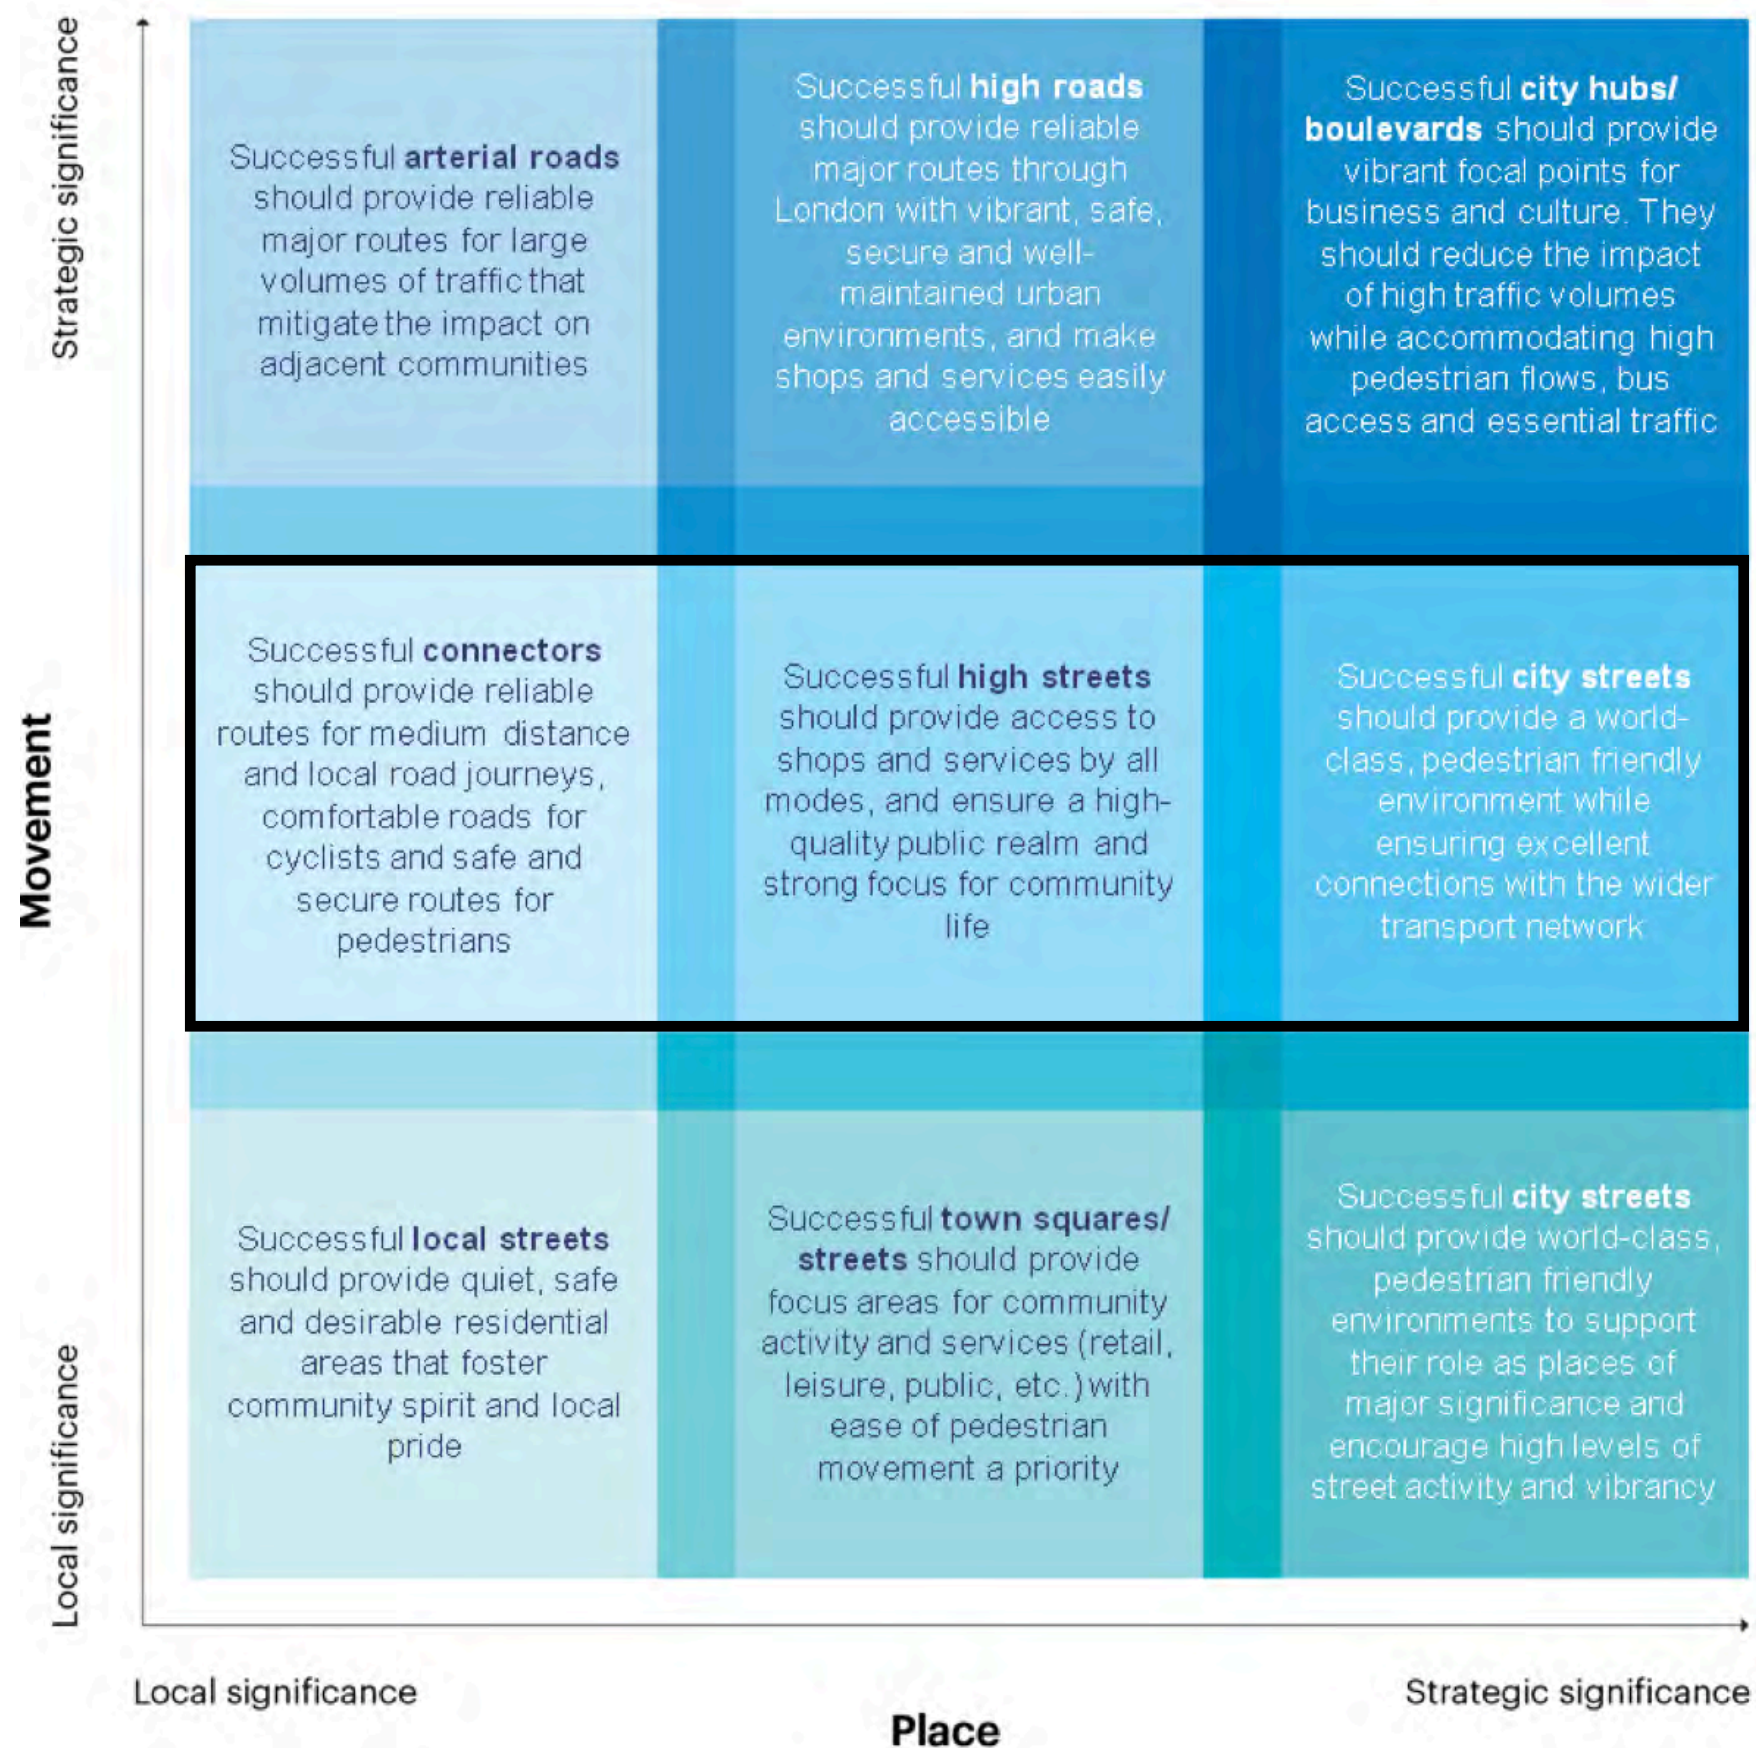 Strategic significance
Successful arterial roads
should provide reliable
major routes for large
volumes of traffic that
mitigate the impact on
adjacent communities
Successful high roads
should provide reliable
major routes through
London with vibrant, safe,
secure and well-
maintained urban
environments, and make
shops and services easily
accessible
Successful city hubs/
boulevards should provide
vibrant focal points for
business and culture. They
should reduce the impact
of high traffic volumes
while accommodating high
pedestrian flows, bus
access and essential traffic
Movement
Successful connectors
should provide reliable
routes for medium distance
and local road journeys,
comfortable roads for
cyclists and safe and
secure routes for
pedestrians
Successful high streets
should provide access to
shops and services by all
modes, and ensure a high-
quality public realm and
strong focus for community
life
Successful city streets
should provide a world-
class, pedestrian friendly
environment while
ensuring excellent
connections with the wider
transport network
Local significance
Successful local streets
should provide quiet, safe
and desirable residential
areas that foster
community spirit and local
pride
Successful town squares/
streets should provide
focus areas for community
activity and services (retail,
leisure, public, etc.) with
ease of pedestrian
movement a priority
Successful city streets
should provide world-class,
pedestrian friendly
environments to support
their role as places of
major significance and
encourage high levels of
street activity and vibrancy
Local significance
Strategic significance
Place